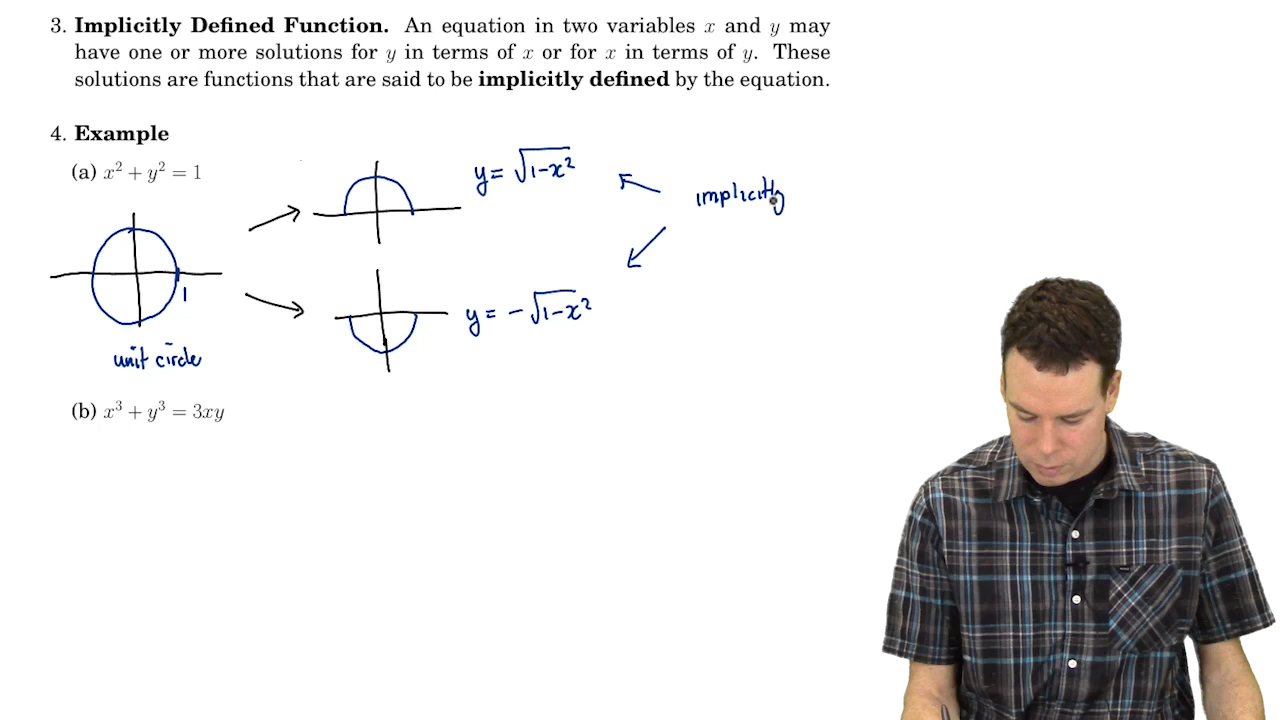 3. Implicitly Defined Function. An equation in two variables x and y may
have one or more solutions for y in terms of x or for x in terms of y. These
solutions are functions that are said to be implicitly defined by the equation.
4. Example
(a) x² + y² = 1
y = √1-x²
implicitly
1
y = -√1-x²
unit circle
(b) x³ + y³ = 3xy